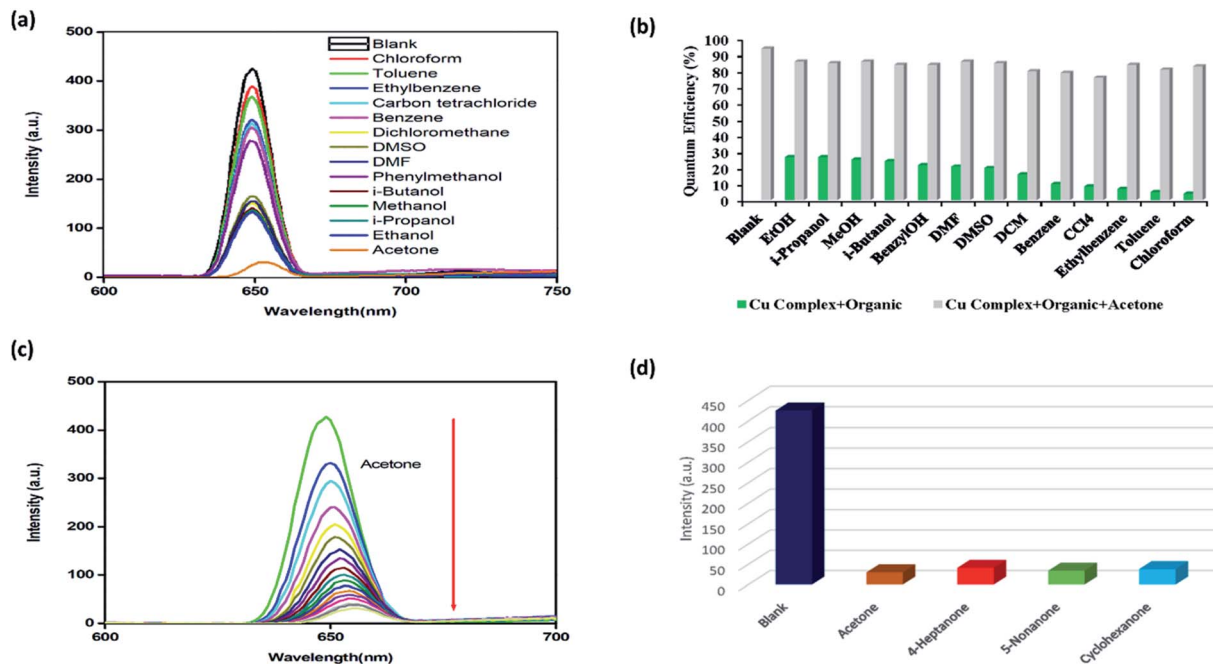 (a)
500
400
300
200
100
0
Intensity (a.u.)
600
650
700
750
Wavelength(nm)
Blank
Chloroform
Toluene
Ethylbenzene
Carbon tetrachloride
Benzene
Dichloromethane
DMSO
DMF
Phenylmethanol
i-Butanol
Methanol
i-Propanol
Ethanol
Acetone
(b)
100
90
80
70
60
50
40
30
20
10
0
Quantum Efficiency (%)
Blank
EtOH
i-Propanol
MeOH
i-Butanol
BenzylOH
DMF
DMSO
DCM
Benzene
CCl4
Ethylbenzene
Toluene
Chloroform
Cu Complex+Organic
Cu Complex+Organic+Acetone
(c)
500
400
300
200
100
0
Intensity (a.u.)
Acetone
600
650
700
Wavelength(nm)
(d)
450
400
350
300
250
200
150
100
50
0
Intensity (a.u.)
Blank
Acetone
4-Heptanone
5-Nonanone
Cyclohexanone